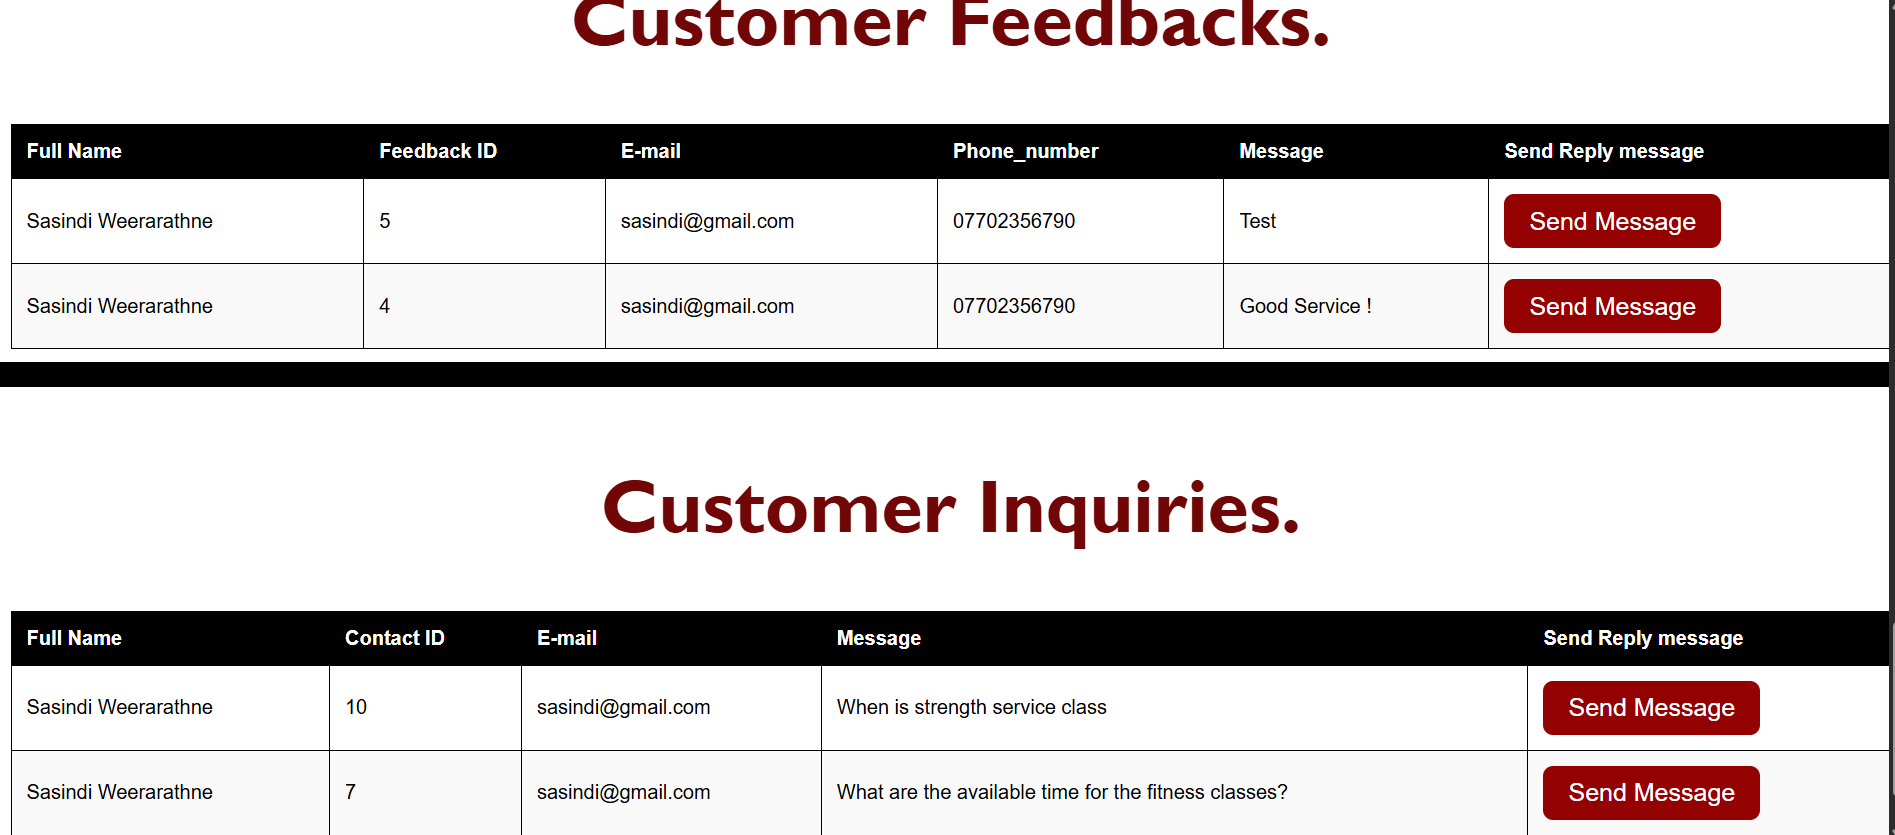 Customer Feedbacks.
Full Name Feedback ID E-mail Phone_number Message Send Reply message
Sasindi Weerarathne 5 sasindi@gmail.com 07702356790 Test Send Message
Sasindi Weerarathne 4 sasindi@gmail.com 07702356790 Good Service ! Send Message
Customer Inquiries.
Full Name Contact ID E-mail Message Send Reply message
Sasindi Weerarathne 10 sasindi@gmail.com When is strength service class Send Message
Sasindi Weerarathne 7 sasindi@gmail.com What are the available time for the fitness classes? Send Message